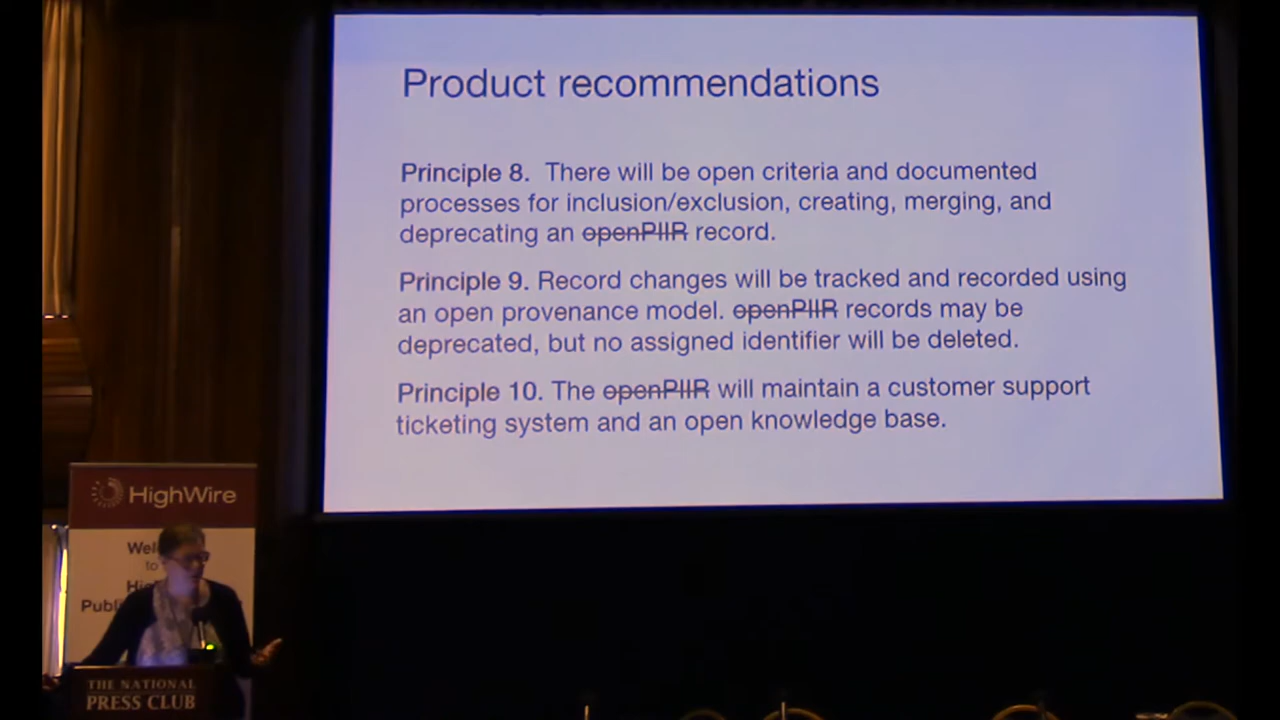 Product recommendations
Principle 8. There will be open criteria and documented
processes for inclusion/exclusion, creating, merging, and
deprecating an openPIIR record.
Principle 9. Record changes will be tracked and recorded using
an open provenance model. openPIIR records may be
deprecated, but no assigned identifier will be deleted.
Principle 10. The openPIIR will maintain a customer support
ticketing system and an open knowledge base.
HighWire
to
THE NATIONAL
PRESS CLUB